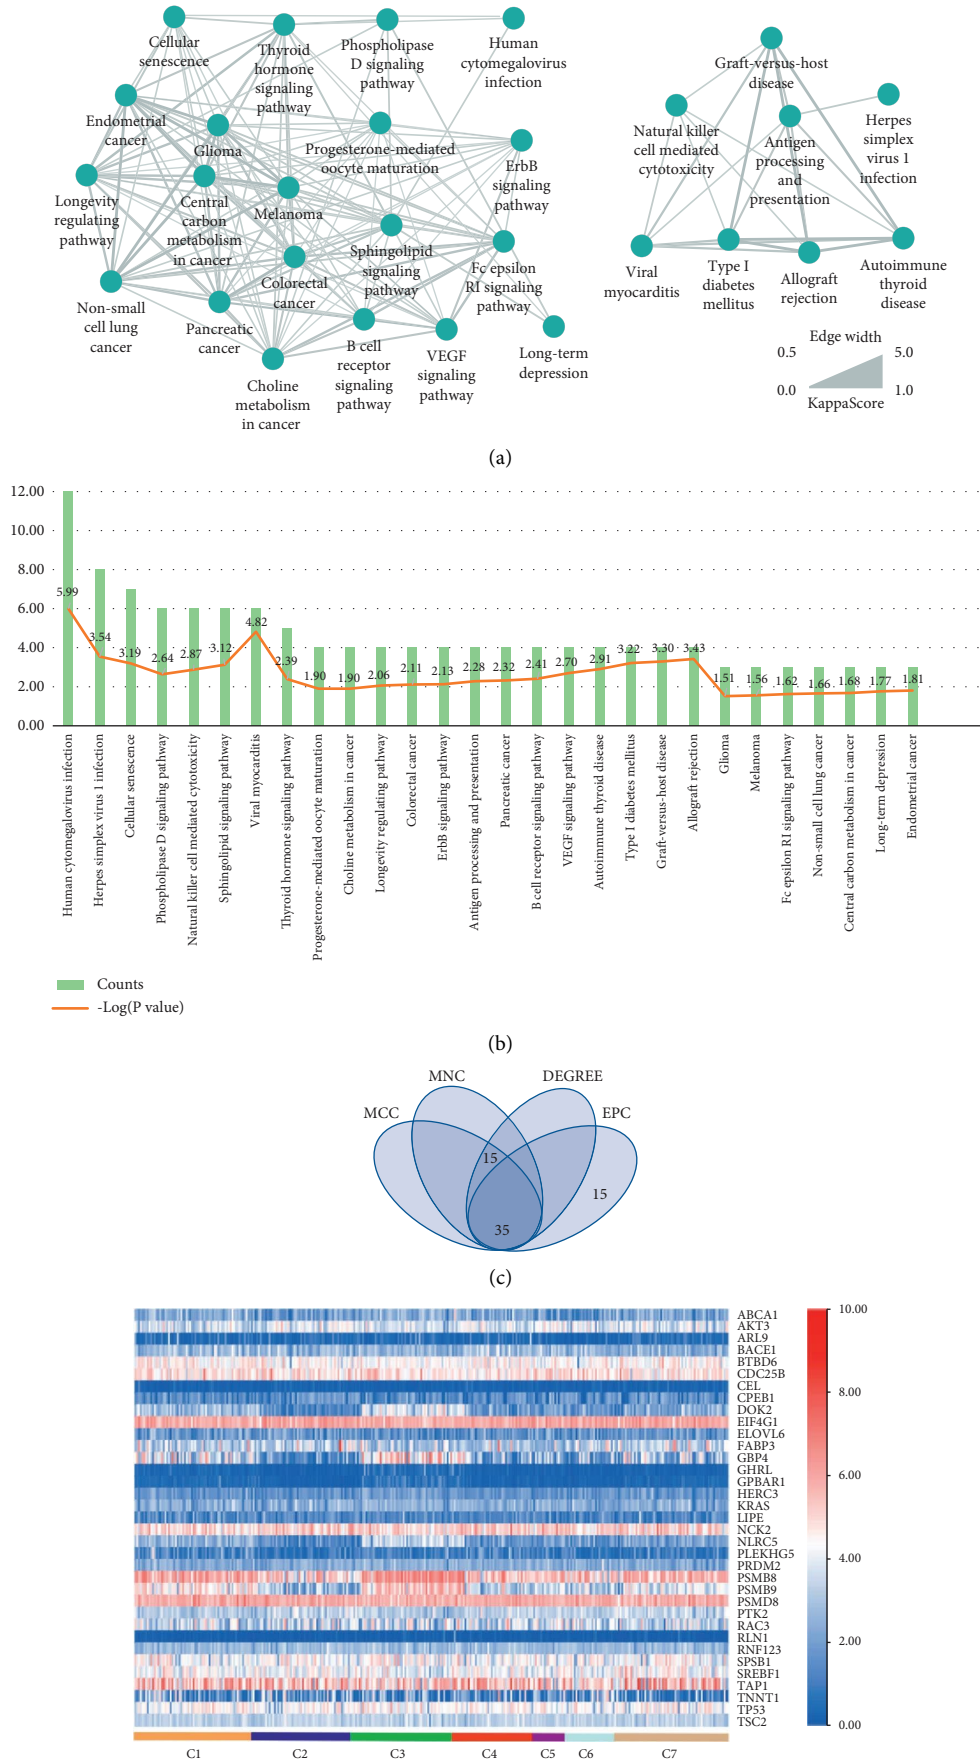 Cellular
senescence
Thyroid
hormone
signaling
pathway
Phospholipase
D signaling
pathway
Human
cytomegalovirus
infection
Endometrial
cancer
Glioma
Progesterone-mediated
oocyte maturation
ErbB
signaling
pathway
Longevity
regulating
pathway
Central
carbon
metabolism
in cancer
Melanoma
Sphingolipid
signaling
pathway
Fc epsilon
RI signaling
pathway
Colorectal
cancer
Non-small
cell lung
cancer
Pancreatic
cancer
Choline
metabolism
in cancer
B cell
receptor
signaling
pathway
VEGF
signaling
pathway
Long-term
depression
Graft-versus-host
disease
Natural killer
cell mediated
cytotoxicity
Antigen
processing
and
presentation
Herpes
simplex
virus 1
infection
Viral
myocarditis
Type I
diabetes
mellitus
Allograft
rejection
Autoimmune
thyroid
disease
Edge width
0.5 5.0
0.0 1.0
KappaScore
(a)
12.00
10.00
8.00
6.00
4.00
2.00
0.00
5.99
3.54
3.19
2.64
2.87
3.12
4.82
2.39
1.90
1.90
2.06
2.11
2.13
2.28
2.32
2.41
2.70
2.91
3.22
3.30
3.43
1.51
1.56
1.62
1.66
1.68
1.77
1.81
Human cytomegalovirus infection
Herpes simplex virus 1 infection
Cellular senescence
Phospholipase D signaling pathway
Natural killer cell mediated cytotoxicity
Sphingolipid signaling pathway
Viral myocarditis
Thyroid hormone signaling pathway
Progesterone-mediated oocyte maturation
Choline metabolism in cancer
Longevity regulating pathway
Colorectal cancer
ErbB signaling pathway
Antigen processing and presentation
Pancreatic cancer
B cell receptor signaling pathway
VEGF signaling pathway
Autoimmune thyroid disease
Type I diabetes mellitus
Graft-versus-host disease
Allograft rejection
Glioma
Melanoma
Fc epsilon RI signaling pathway
Non-small cell lung cancer
Central carbon metabolism in cancer
Long-term depression
Endometrial cancer
Counts
-Log(P value)
(b)
MNC DEGREE
MCC EPC
15
15
35
(c)
ABCA1
AKT3
ARL9
BACE1
BTBD6
CDC25B
CEL
CPEB1
DOK2
EIF4G1
ELOVL6
FABP3
GBP4
GHRL
GPBAR1
HERC3
KRAS
LIPE
NCK2
NLRC5
PLEKHG5
PRDM2
PSMB8
PSMB9
PSMD8
PTK2
RAC3
RLN1
RNF123
SPSB1
SREBF1
TAP1
TNNT1
TP53
TSC2
10.00
8.00
6.00
4.00
2.00
0.00
C1 C2 C3 C4 C5 C6 C7